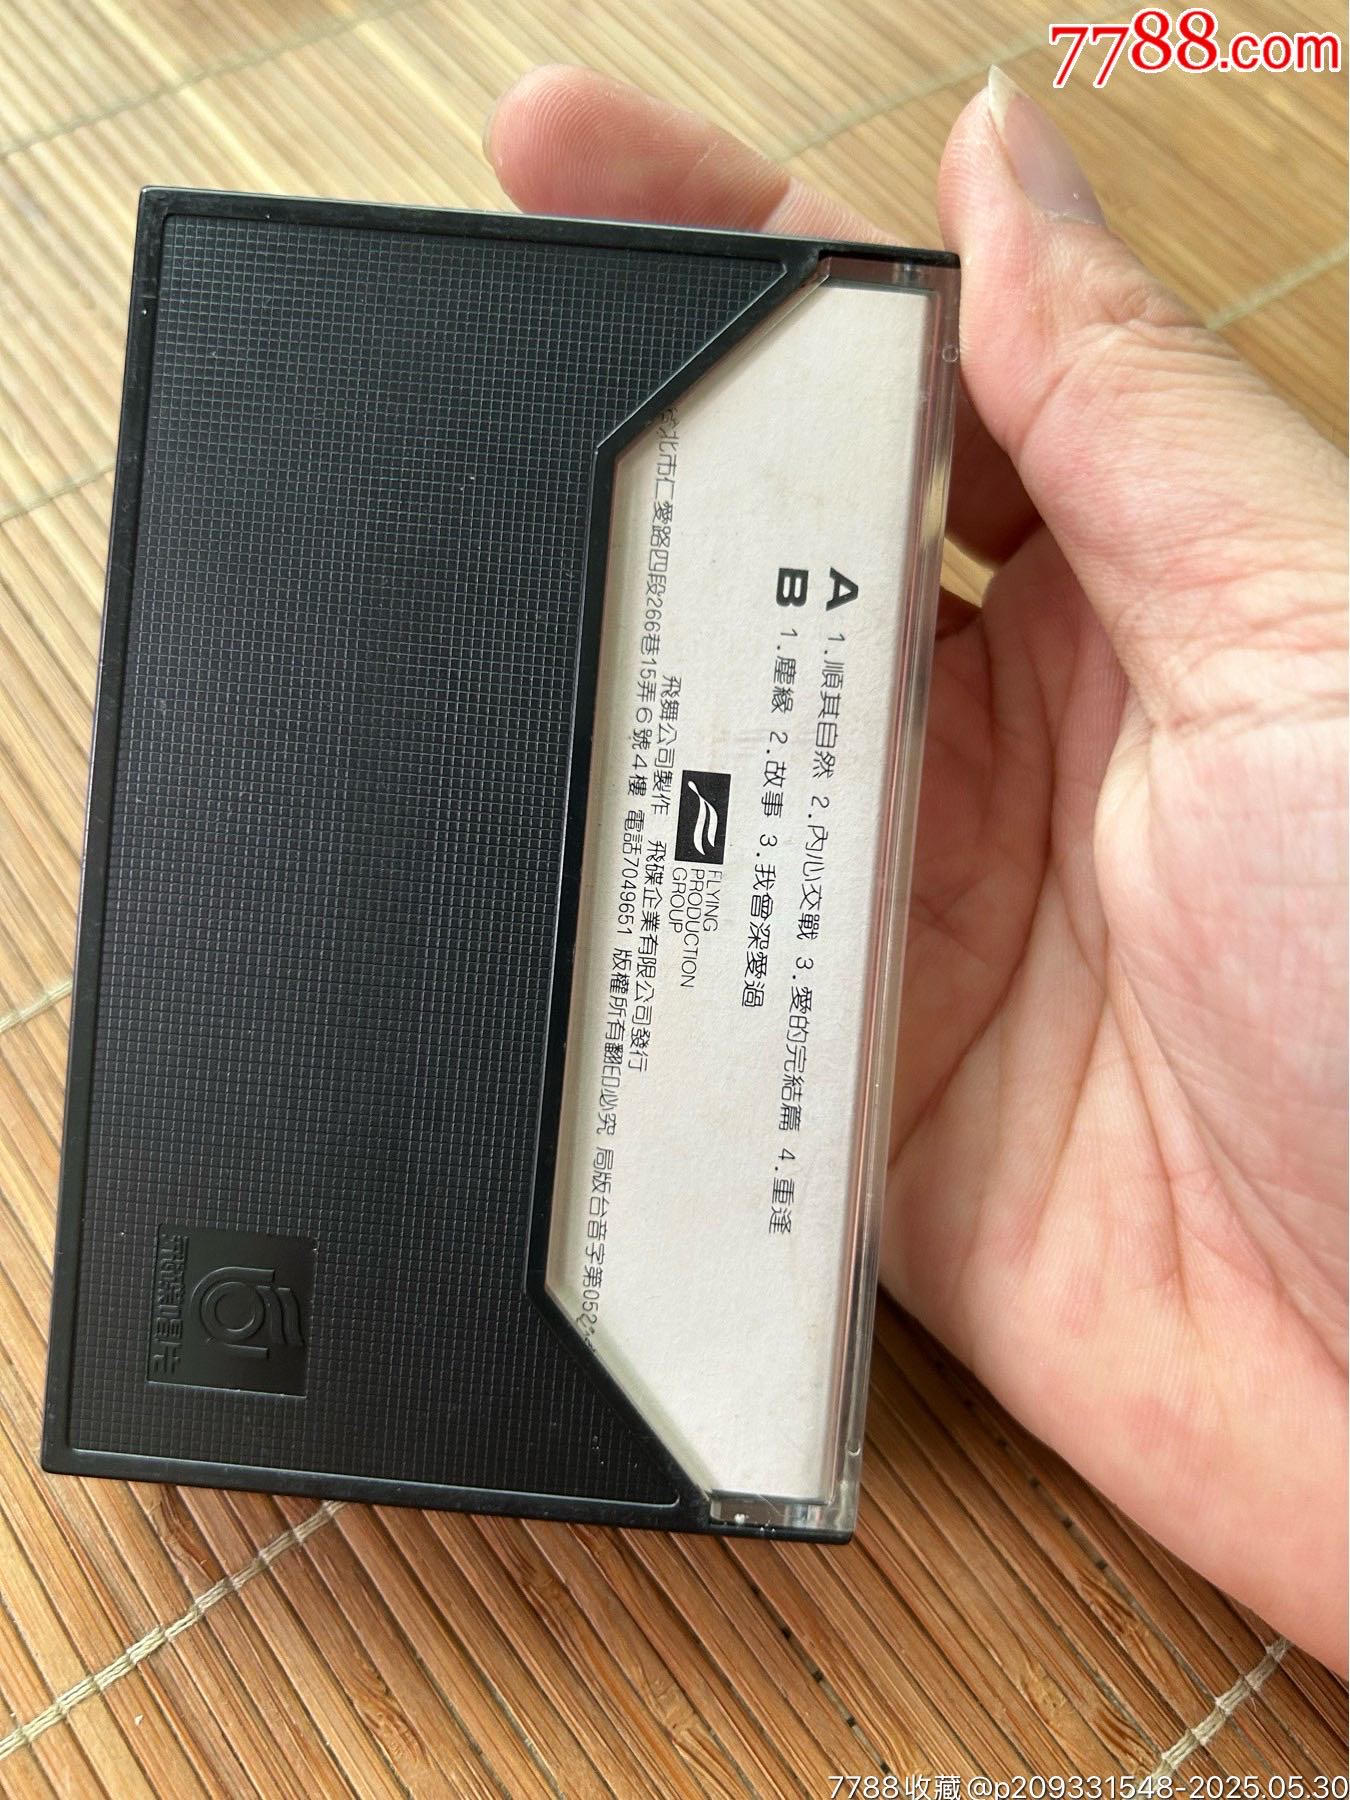 7788.com
A 1.順其自然 2.內心交戰 3.愛的完結篇 4.重逢
B 1.塵緣 2.故事 3.我曾深愛過
FLYING
PRODUCTION
GROUP
飛舞公司製作 飛碟企業有限公司發行
北市仁愛路四段266巷15弄6號4樓 電話7049651 版權所有翻印必究 局版台音字第052
飛碟唱片
7788收藏@p209331548-2025.05.30